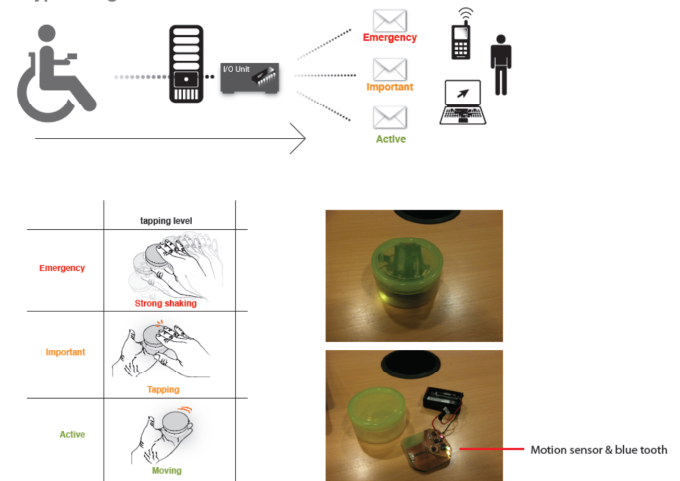 I/O Unit
Emergency
Important
Active
tapping level
Emergency
Strong shaking
Important
Tapping
Active
Moving
Motion sensor & blue tooth